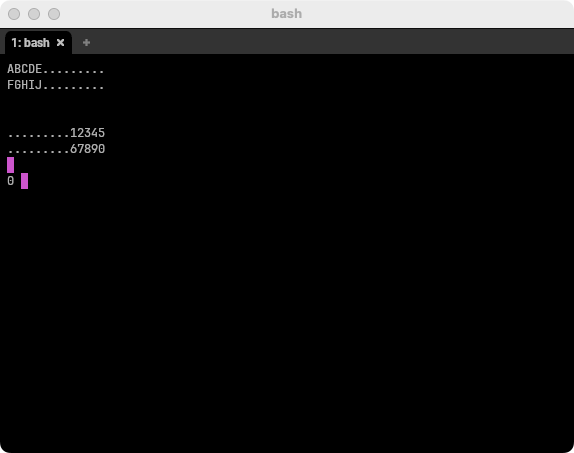 bash
1: bash × +
ABCDE.........
FGHIJ.........
.........12345
.........67890
0